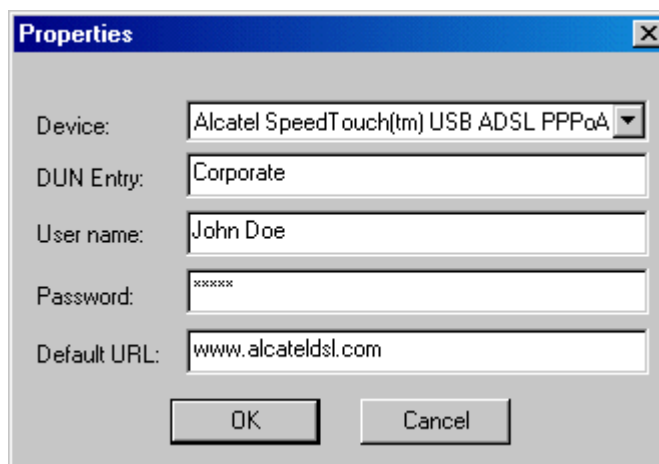 Properties
Device: Alcatel SpeedTouch(tm) USB ADSL PPPoA
DUN Entry: Corporate
User name: John Doe
Password: *****
Default URL: www.alcateldsl.com
OK Cancel